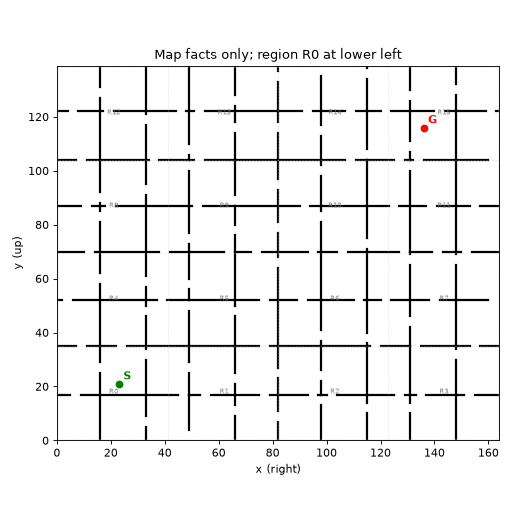 Map facts only; region R0 at lower left
R12 R13 R14 R15
G
R8 R9 R10 R11
R4 R5 R6 R7
S
R0 R1 R2 R3
y (up)
120
100
80
60
40
20
0
0 20 40 60 80 100 120 140 160
x (right)